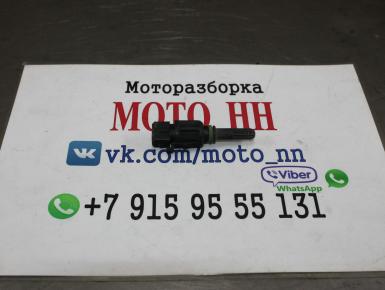 Моторазборка
МОТО НН
vk.com/moto_nn
Viber
WhatsApp
+7 915 95 55 131